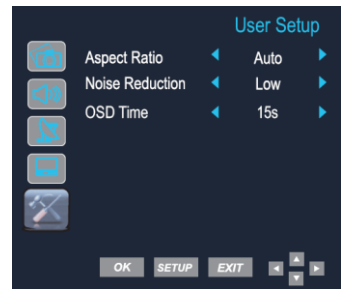 User Setup
Aspect Ratio Auto
Noise Reduction Low
OSD Time 15s
OK SETUP EXIT